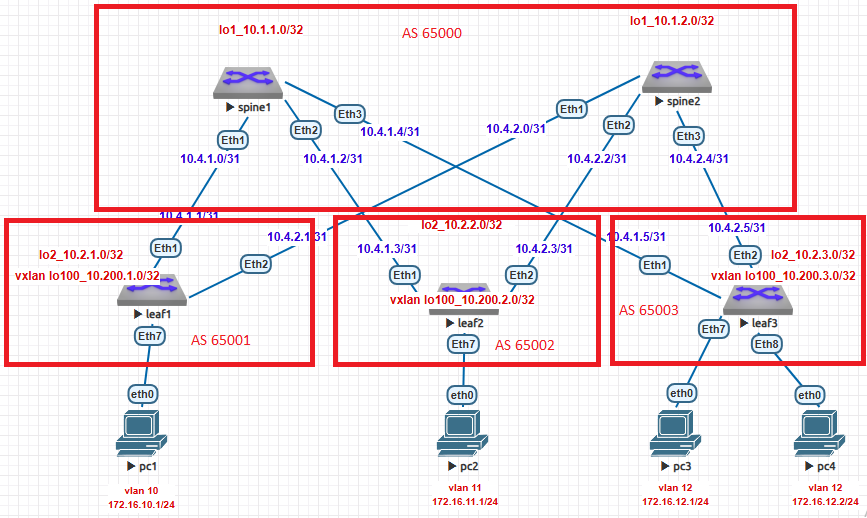 lo1_10.1.1.0/32
AS 65000
lo1_10.1.2.0/32
spine1
spine2
Eth1
Eth2
Eth3
Eth1
Eth2
Eth3
10.4.1.0/31
10.4.1.2/31
10.4.1.4/31
10.4.2.0/31
10.4.2.2/31
10.4.2.4/31
10.4.1.1/31
10.4.2.1/31
10.4.1.3/31
10.4.2.3/31
10.4.1.5/31
10.4.2.5/31
lo2_10.2.1.0/32
vxlan lo100_10.200.1.0/32
Eth1
Eth2
leaf1
Eth7
AS 65001
lo2_10.2.2.0/32
Eth1
Eth2
vxlan lo100_10.200.2.0/32
leaf2
Eth7
AS 65002
Eth1
Eth2
lo2_10.2.3.0/32
vxlan lo100_10.200.3.0/32
AS 65003
leaf3
Eth7
Eth8
eth0
eth0
eth0
eth0
pc1
pc2
pc3
pc4
vlan 10
172.16.10.1/24
vlan 11
172.16.11.1/24
vlan 12
172.16.12.1/24
vlan 12
172.16.12.2/24